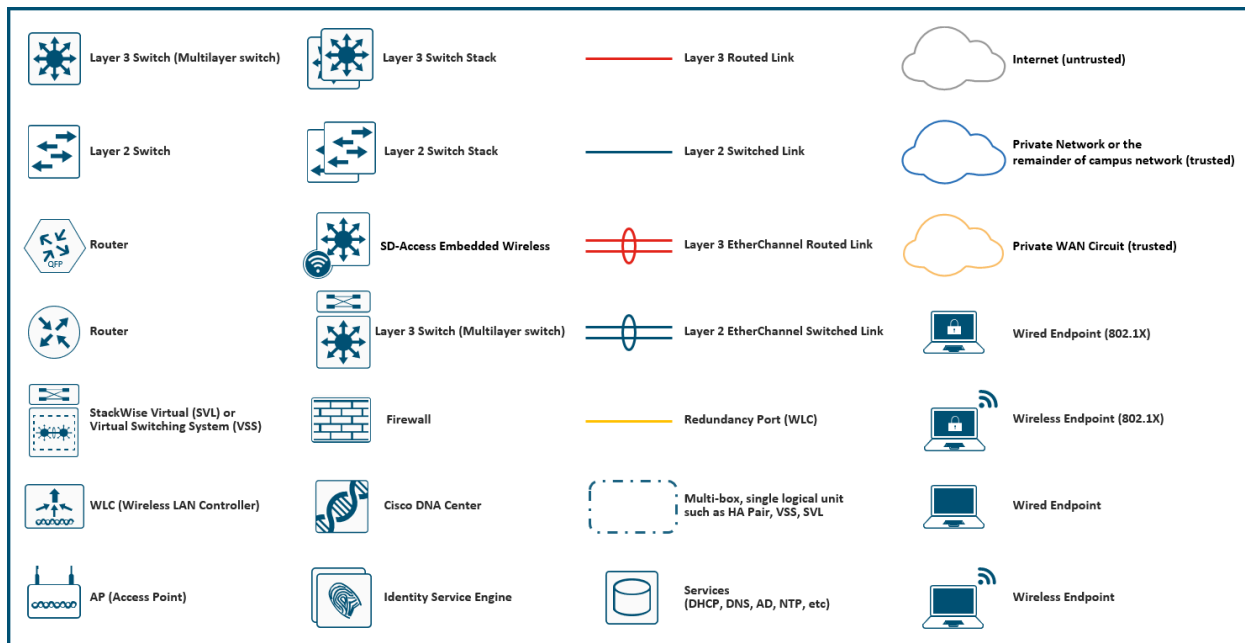 Layer 3 Switch (Multilayer switch)
Layer 3 Switch Stack
Layer 3 Routed Link
Internet (untrusted)
Layer 2 Switch
Layer 2 Switch Stack
Layer 2 Switched Link
Private Network or the
remainder of campus network (trusted)
QFP
Router
SD-Access Embedded Wireless
Layer 3 EtherChannel Routed Link
Private WAN Circuit (trusted)
Router
Layer 3 Switch (Multilayer switch)
Layer 2 EtherChannel Switched Link
Wired Endpoint (802.1X)
StackWise Virtual (SVL) or
Virtual Switching System (VSS)
Firewall
Redundancy Port (WLC)
Wireless Endpoint (802.1X)
WLC (Wireless LAN Controller)
Cisco DNA Center
Multi-box, single logical unit
such as HA Pair, VSS, SVL
Wired Endpoint
AP (Access Point)
Identity Service Engine
Services
(DHCP, DNS, AD, NTP, etc)
Wireless Endpoint